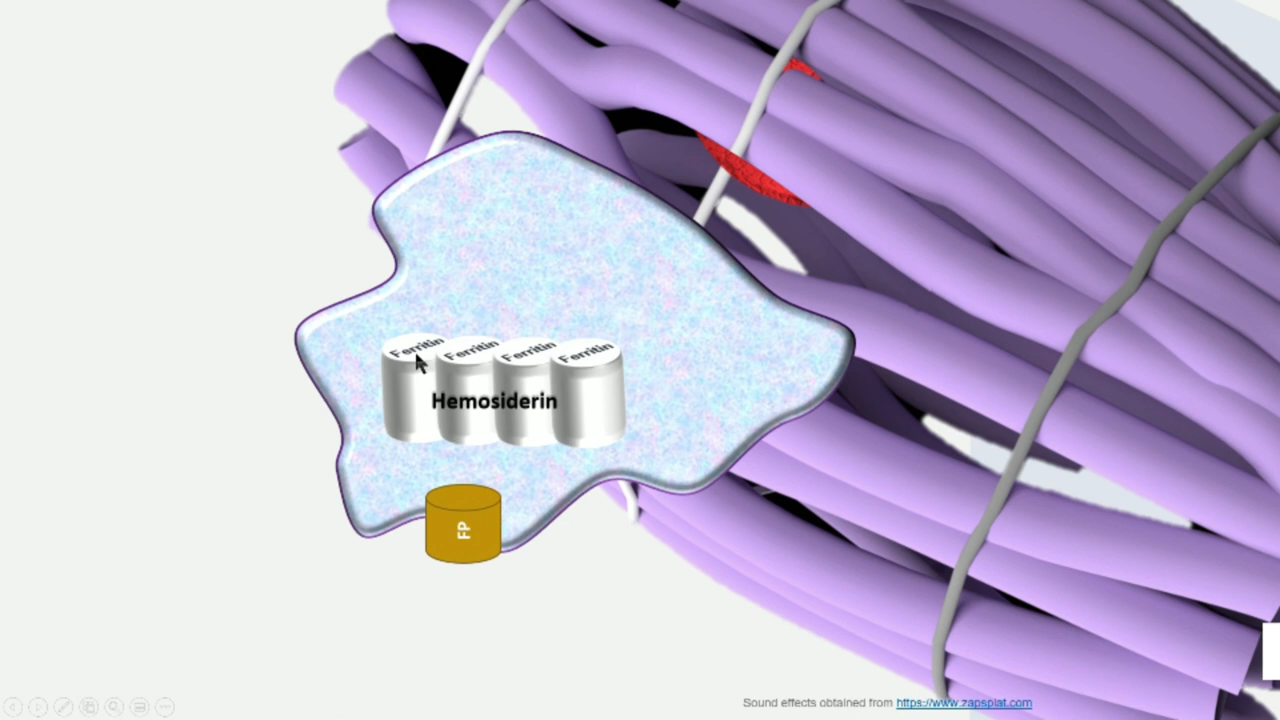 Ferritin Ferritin Ferritin Ferritin
Hemosiderin
FP
Sound effects obtained from https://www.zapsplat.com